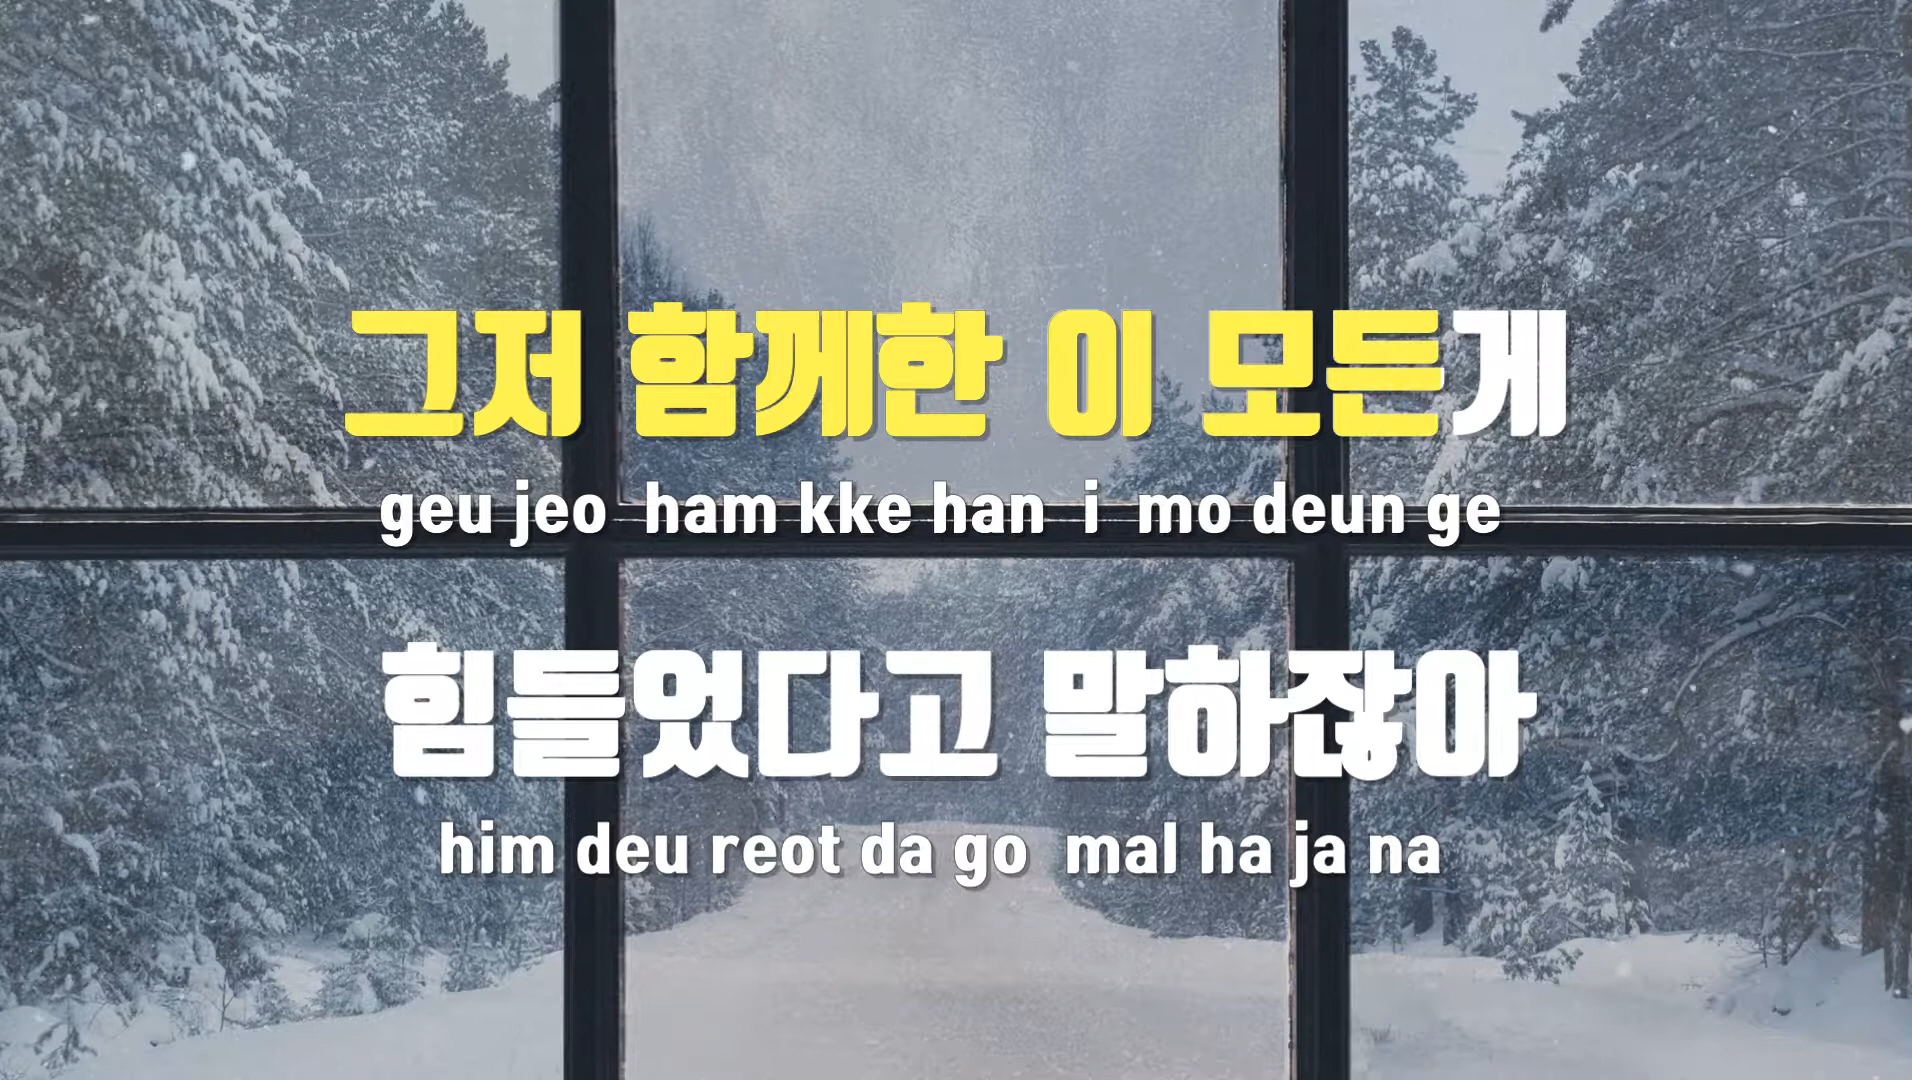 그저 함께한 이 모든게
geu jeo ham kke han i mo deun ge
힘들었다고 말하잖아
him deu reot da go mal ha ja na